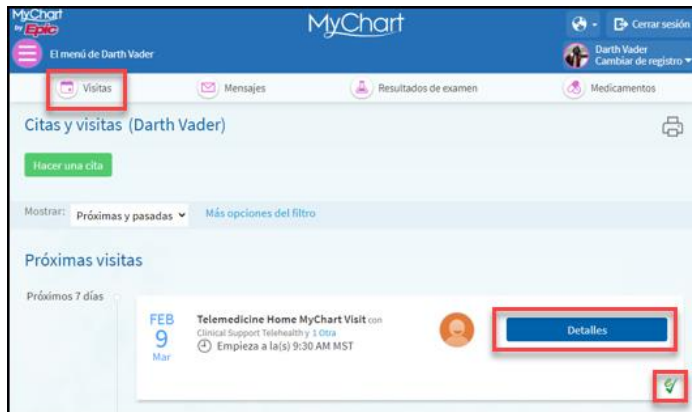 MyChart
by Epic
MyChart
Cerrar sesión
El menú de Darth Vader
Darth Vader
Cambiar de registro
Visitas
Mensajes
Resultados de examen
Medicamentos
Citas y visitas (Darth Vader)
Hacer una cita
Mostrar: Próximas y pasadas Más opciones del filtro
Próximas visitas
Próximos 7 días
FEB
9
Mar
Telemedicine Home MyChart Visit con
Clinical Support Telehealth y 1 Otra
Empieza a la(s) 9:30 AM MST
Detalles